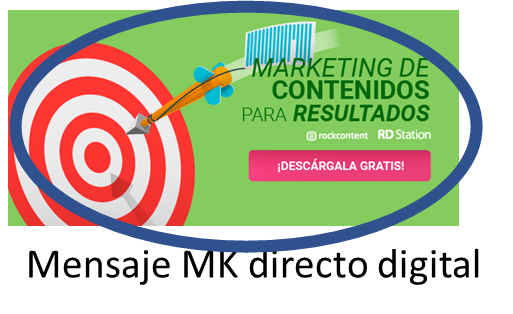 MARKETING DE
CONTENIDOS
PARA RESULTADOS
rockcontent RD Station
¡DESCÁRGALA GRATIS!
Mensaje MK directo digital